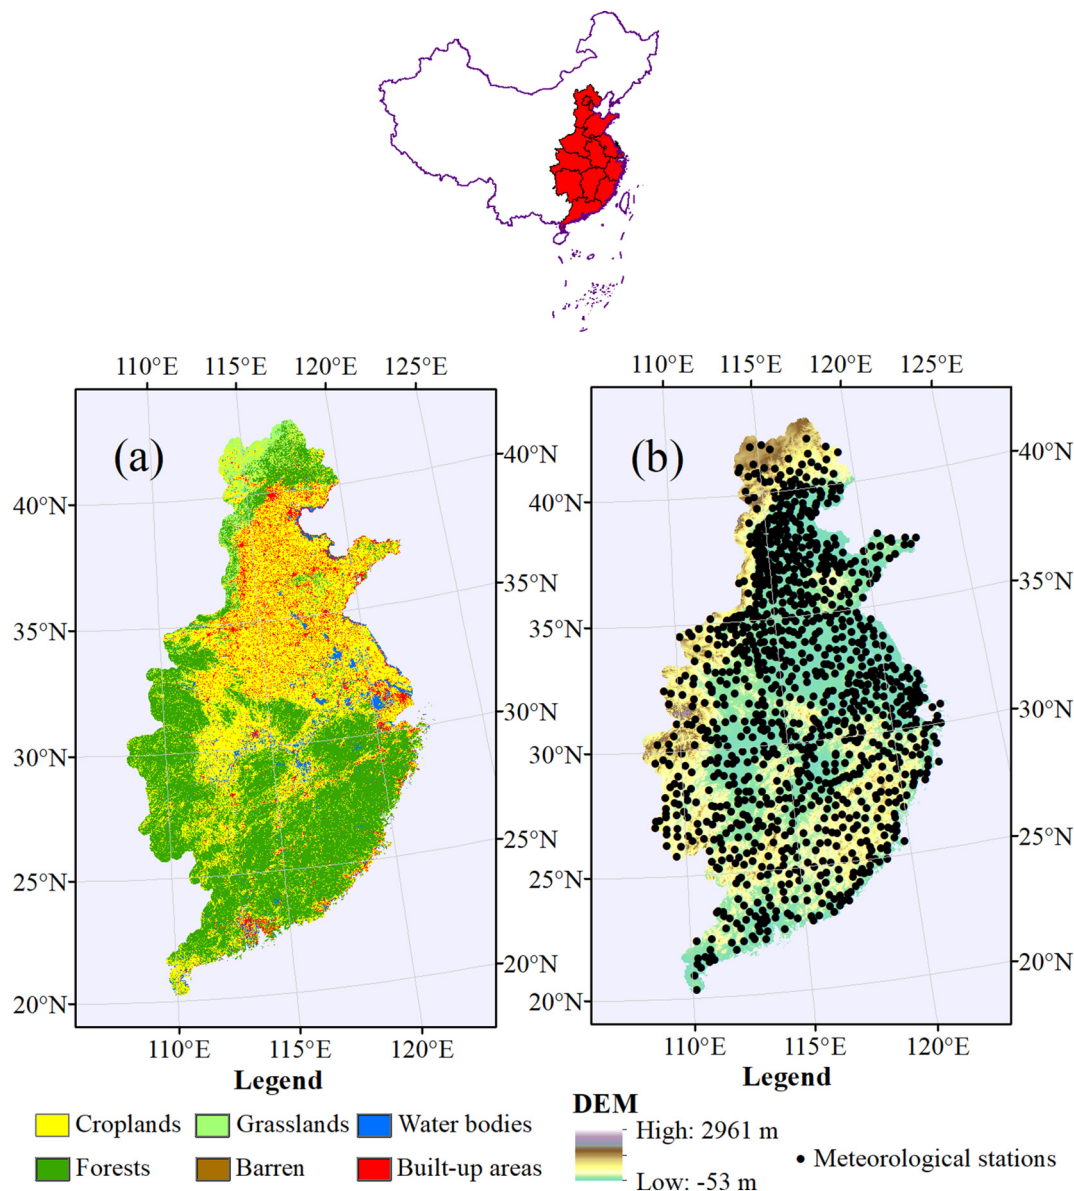 110°E 115°E 120°E 125°E
110°E 115°E 120°E 125°E
(a)
(b)
40°N
40°N
40°N
40°N
35°N
35°N
35°N
35°N
30°N
30°N
30°N
30°N
25°N
25°N
25°N
25°N
20°N
20°N
20°N
20°N
110°E 115°E 120°E
110°E 115°E 120°E
Legend
Croplands Grasslands Water bodies
Forests Barren Built-up areas
Legend
DEM
High: 2961 m
Low: -53 m
Meteorological stations